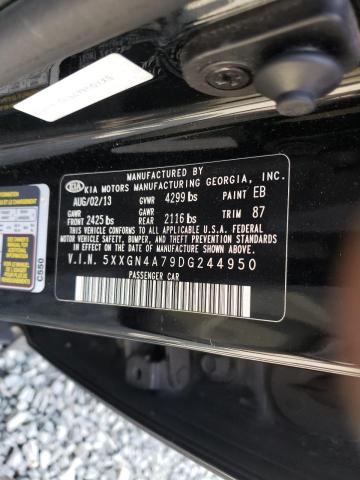 MANUFACTURED BY
KIA KIA MOTORS MANUFACTURING GEORGIA, INC.
AUG/02/13 GVWR 4299 lbs PAINT EB
GAWR FRONT 2425 lbs GAWR REAR 2116 lbs TRIM 87
THIS VEHICLE CONFORMS TO ALL APPLICABLE U.S.A. FEDERAL
MOTOR VEHICLE SAFETY, BUMPER, AND THEFT PREVENTION STANDARDS
IN EFFECT ON THE DATE OF MANUFACTURE SHOWN ABOVE.
V.I.N. 5XXGN4A79DG244950
PASSENGER CAR
C550